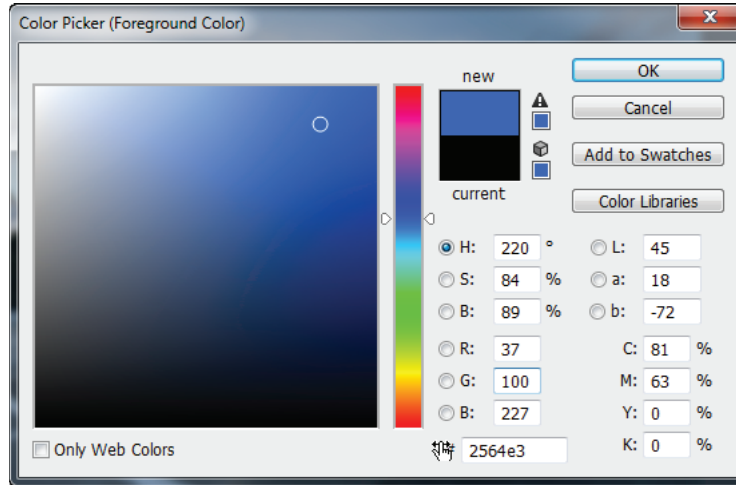 Color Picker (Foreground Color)
new
current
OK
Cancel
Add to Swatches
Color Libraries
H: 220 °
S: 84 %
B: 89 %
R: 37
G: 100
B: 227
# 2564e3
L: 45
a: 18
b: -72
C: 81 %
M: 63 %
Y: 0 %
K: 0 %
Only Web Colors